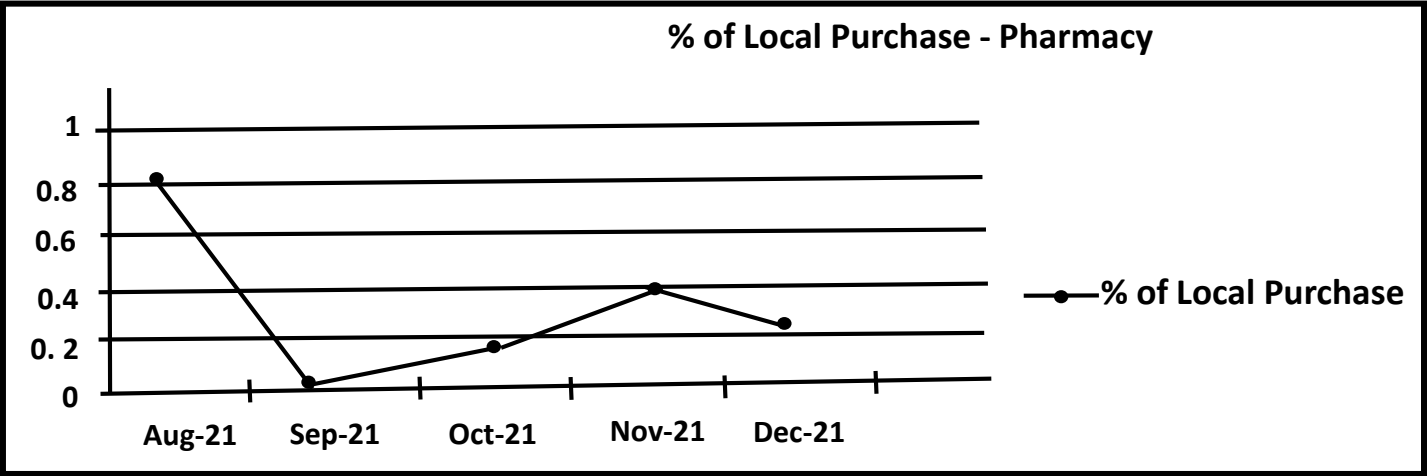 % of Local Purchase - Pharmacy
1
0.8
0.6
0.4
0. 2
0
Aug-21 Sep-21 Oct-21 Nov-21 Dec-21
% of Local Purchase